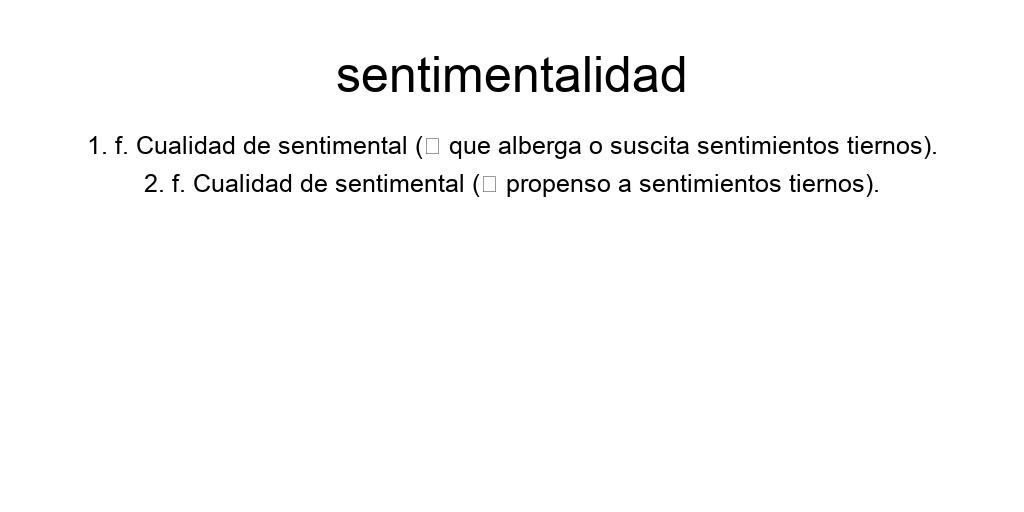 sentimentalidad
1. f. Cualidad de sentimental (▯ que alberga o suscita sentimientos tiernos).
2. f. Cualidad de sentimental (▯ propenso a sentimientos tiernos).